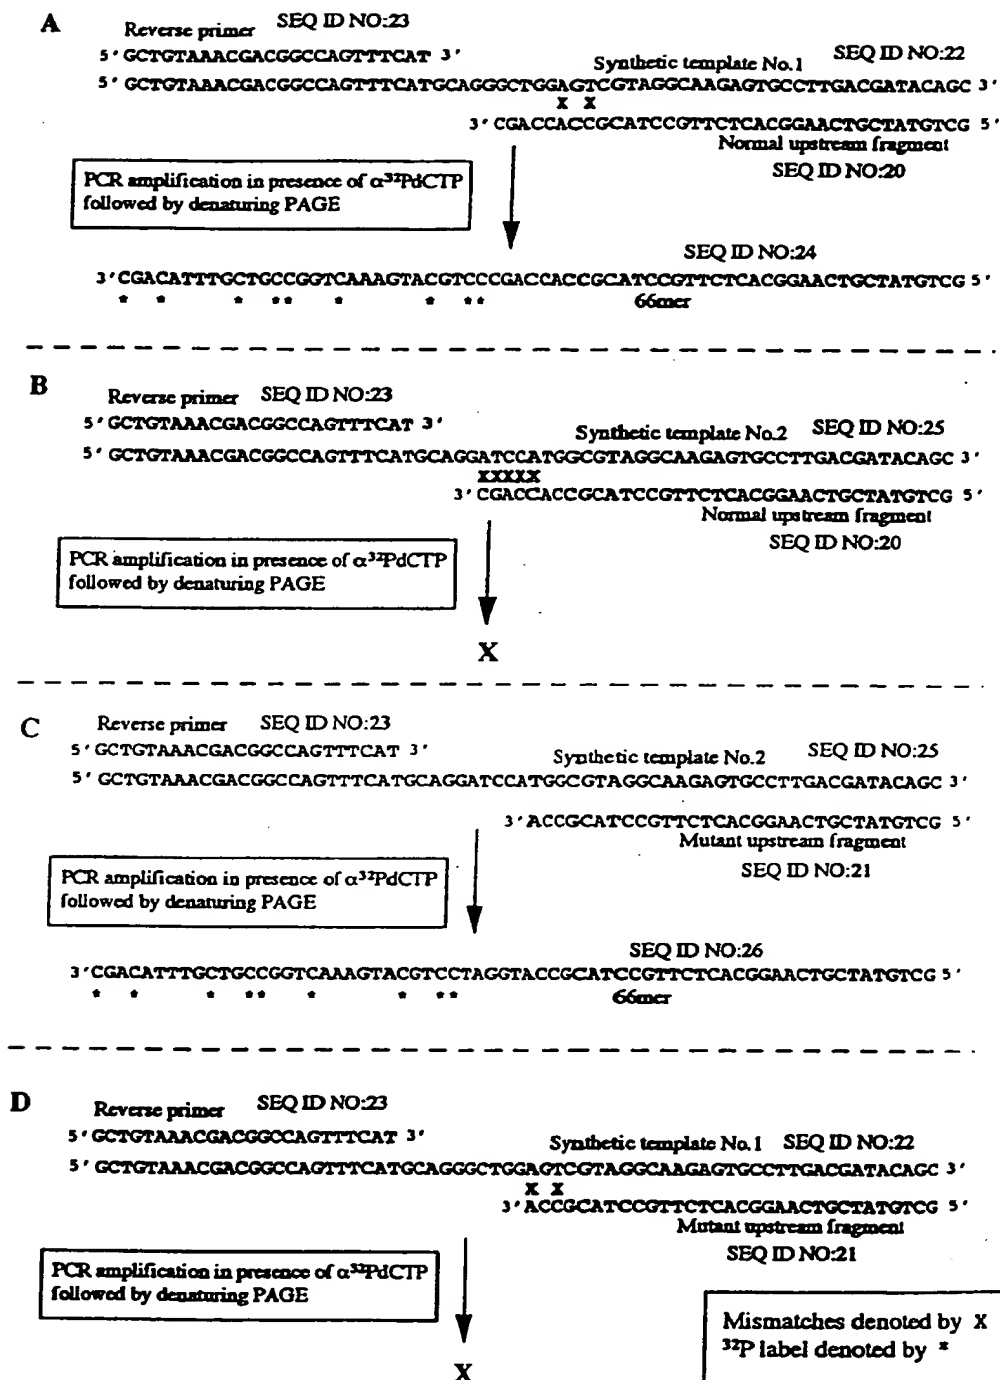 A
Reverse primer SEQ ID NO:23
5'GCTGTAAACGACGGCCAGTTTCAT 3'
Synthetic template No.1 SEQ ID NO:22
5' GCTGTAAACGACGGCCAGTTTCATGCAGGGCTGGAGTCGTAGGCAAGAGTGCCTTGACGATACAGC 3'
X X
3' CGACCACCGCATCCGTTCTCACGGAACTGCTATGTCG 5'
Normal upstream fragment
SEQ ID NO:20
PCR amplification in presence of α³²PdCTP
followed by denaturing PAGE
SEQ ID NO:24
3'CGACATTTGCTGCCGGTCAAAGTACGTCCCGACCACCGCATCCGTTCTCACGGAACTGCTATGTCG 5'
* * * ** * * **
66mer
B
Reverse primer SEQ ID NO:23
5'GCTGTAAACGACGGCCAGTTTCAT 3'
Synthetic template No.2 SEQ ID NO:25
5' GCTGTAAACGACGGCCAGTTTCATGCAGGATCCATGGCGTAGGCAAGAGTGCCTTGACGATACAGC 3'
XXXXX
3' CGACCACCGCATCCGTTCTCACGGAACTGCTATGTCG 5'
Normal upstream fragment
SEQ ID NO:20
PCR amplification in presence of α³²PdCTP
followed by denaturing PAGE
X
C
Reverse primer SEQ ID NO:23
5'GCTGTAAACGACGGCCAGTTTCAT 3'
Synthetic template No.2 SEQ ID NO:25
5' GCTGTAAACGACGGCCAGTTTCATGCAGGATCCATGGCGTAGGCAAGAGTGCCTTGACGATACAGC 3'
3'ACCGCATCCGTTCTCACGGAACTGCTATGTCG 5'
Mutant upstream fragment
SEQ ID NO:21
PCR amplification in presence of α³²PdCTP
followed by denaturing PAGE
SEQ ID NO:26
3'CGACATTTGCTGCCGGTCAAAGTACGTCCTAGGTACCGCATCCGTTCTCACGGAACTGCTATGTCG 5'
* * * ** * * **
66mer
D
Reverse primer SEQ ID NO:23
5'GCTGTAAACGACGGCCAGTTTCAT 3'
Synthetic template No.1 SEQ ID NO:22
5'GCTGTAAACGACGGCCAGTTTCATGCAGGGCTGGAGTCGTAGGCAAGAGTGCCTTGACGATACAGC 3'
X X
3'ACCGCATCCGTTCTCACGGAACTGCTATGTCG 5'
Mutant upstream fragment
SEQ ID NO:21
PCR amplification in presence of α³²PdCTP
followed by denaturing PAGE
X
Mismatches denoted by X
³²P label denoted by *